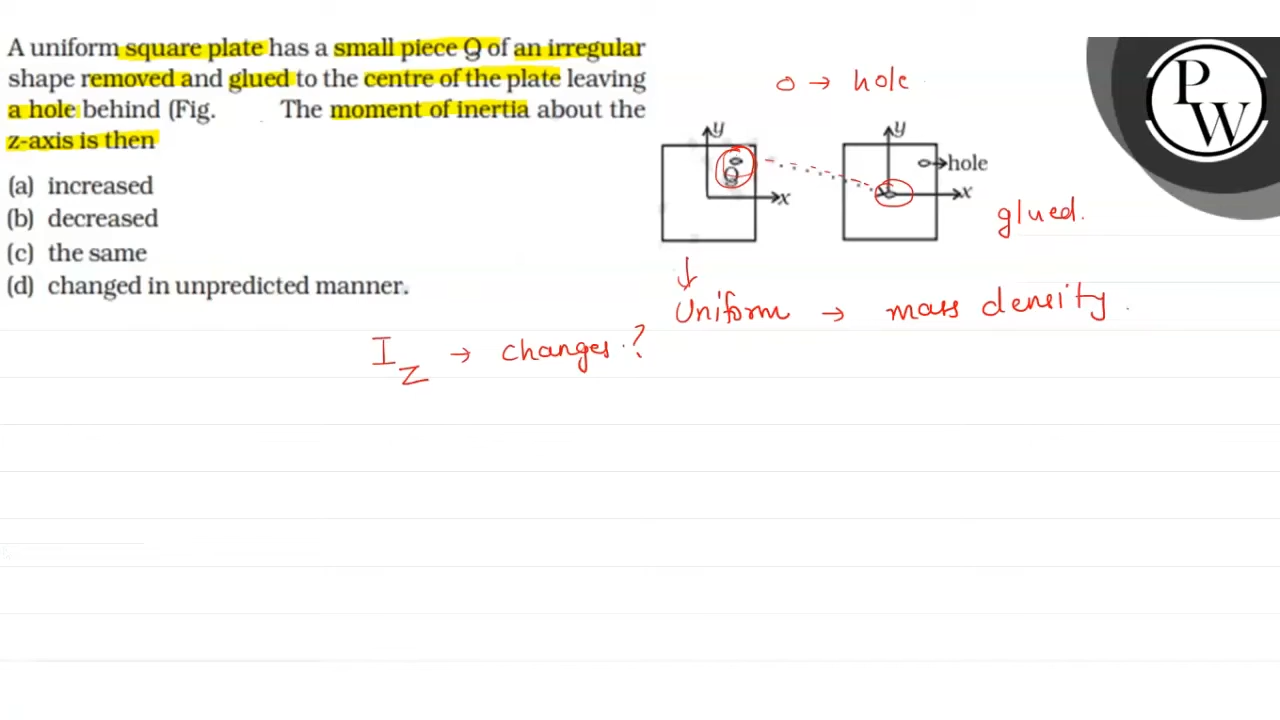 A uniform square plate has a small piece Q of an irregular
shape removed and glued to the centre of the plate leaving
a hole behind (Fig. The moment of inertia about the
z-axis is then
(a) increased
(b) decreased
(c) the same
(d) changed in unpredicted manner.
o → hole
y
Q
x
y
hole
x
glued.
Uniform → mass density.
I z → changes.?
P
W